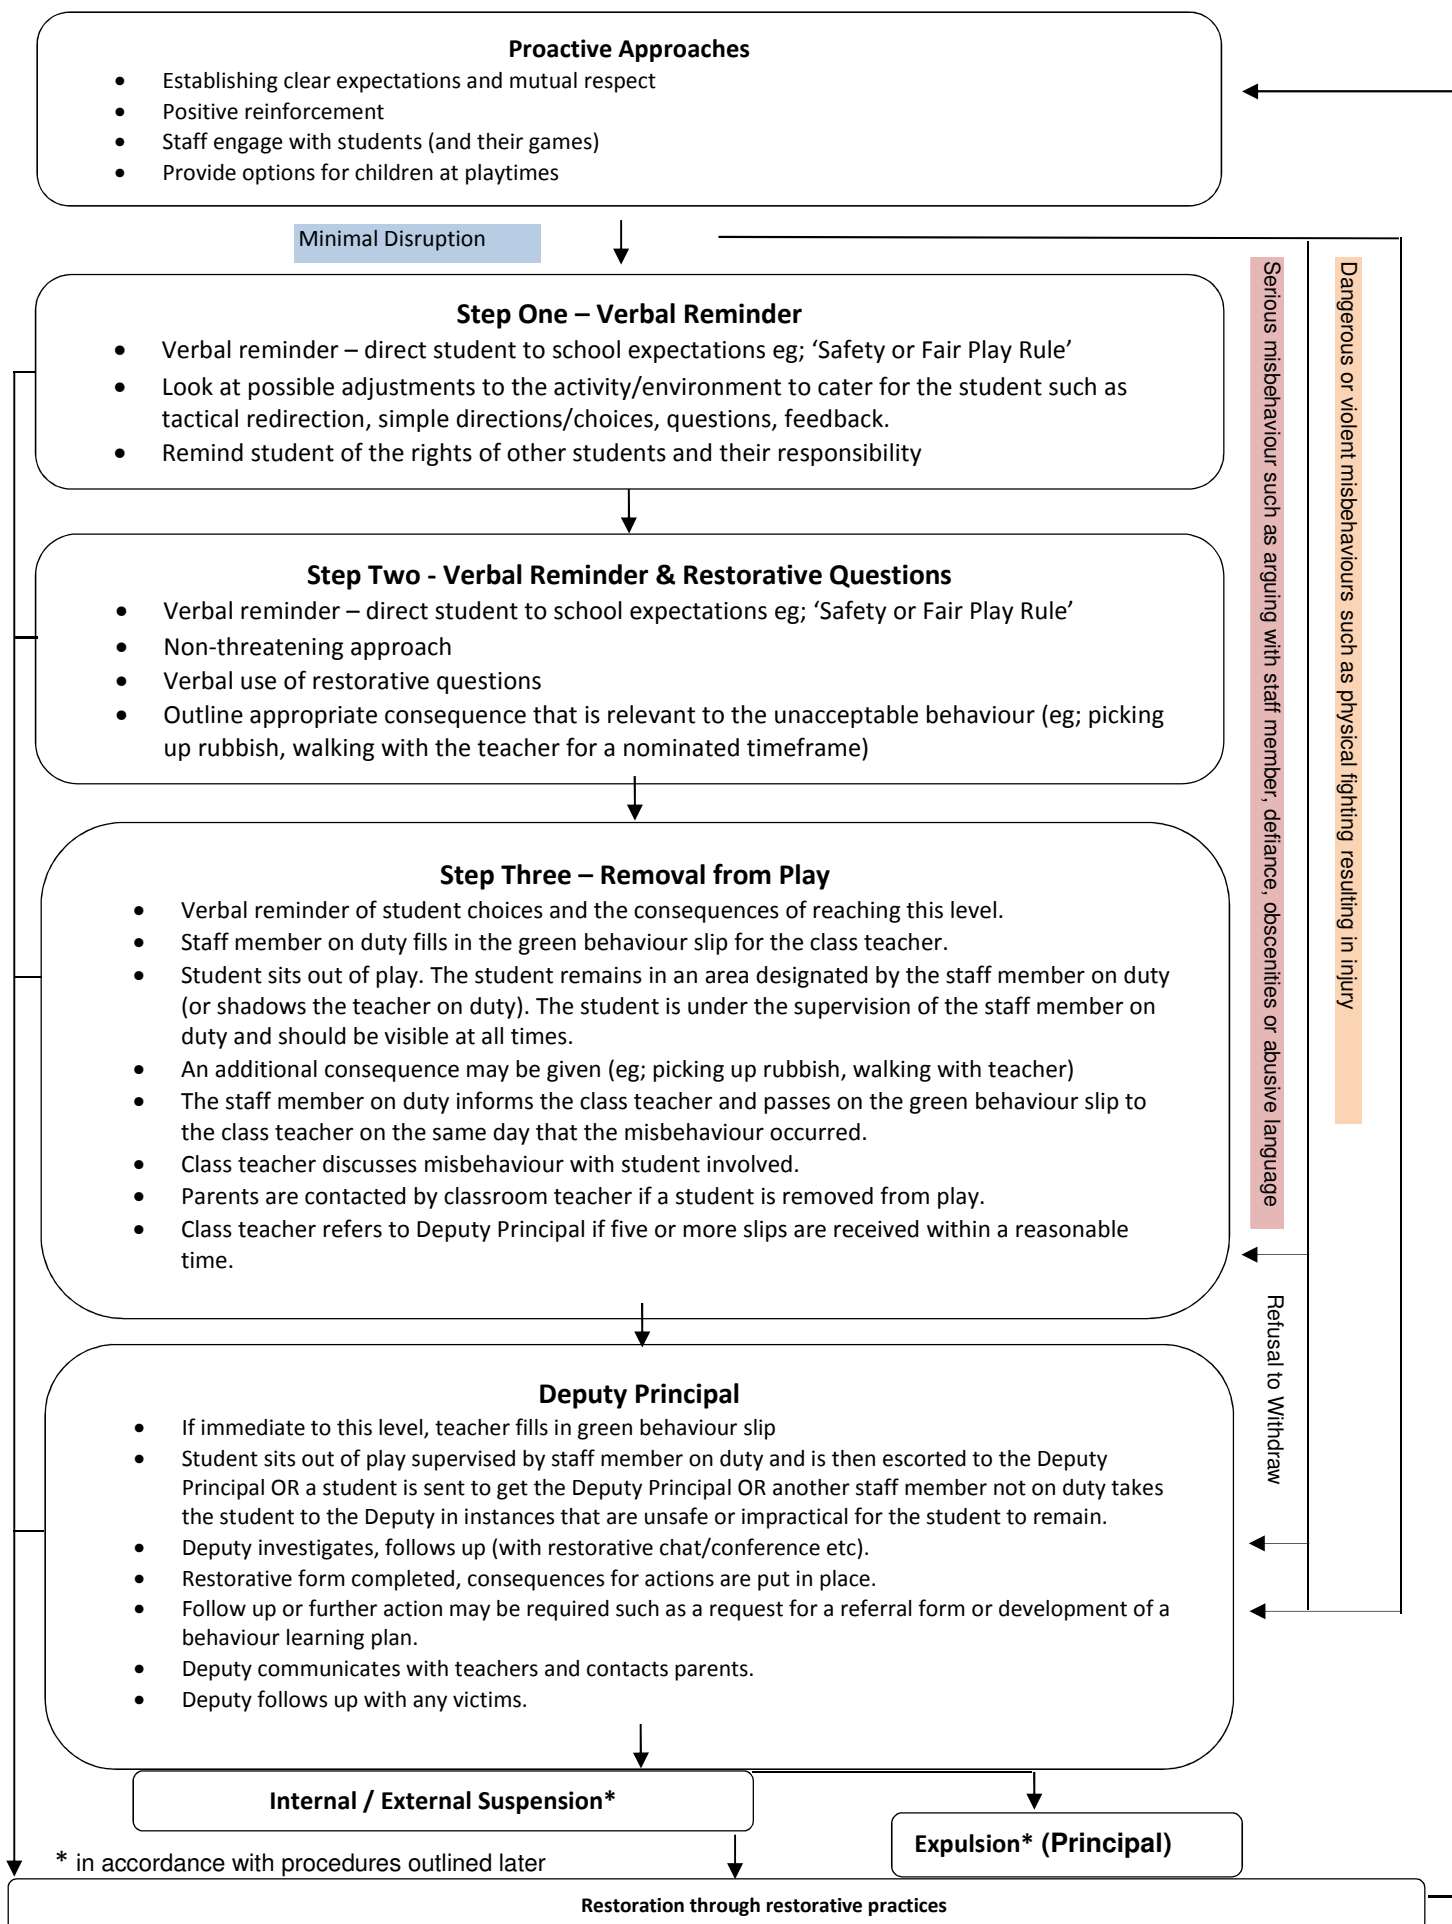 Proactive Approaches
• Establishing clear expectations and mutual respect
• Positive reinforcement
• Staff engage with students (and their games)
• Provide options for children at playtimes
Minimal Disruption
Step One – Verbal Reminder
• Verbal reminder – direct student to school expectations eg; ‘Safety or Fair Play Rule’
• Look at possible adjustments to the activity/environment to cater for the student such as
tactical redirection, simple directions/choices, questions, feedback.
• Remind student of the rights of other students and their responsibility
Step Two - Verbal Reminder & Restorative Questions
• Verbal reminder – direct student to school expectations eg; ‘Safety or Fair Play Rule’
• Non-threatening approach
• Verbal use of restorative questions
• Outline appropriate consequence that is relevant to the unacceptable behaviour (eg; picking
up rubbish, walking with the teacher for a nominated timeframe)
Step Three – Removal from Play
• Verbal reminder of student choices and the consequences of reaching this level.
• Staff member on duty fills in the green behaviour slip for the class teacher.
• Student sits out of play. The student remains in an area designated by the staff member on duty
(or shadows the teacher on duty). The student is under the supervision of the staff member on
duty and should be visible at all times.
• An additional consequence may be given (eg; picking up rubbish, walking with teacher)
• The staff member on duty informs the class teacher and passes on the green behaviour slip to
the class teacher on the same day that the misbehaviour occurred.
• Class teacher discusses misbehaviour with student involved.
• Parents are contacted by classroom teacher if a student is removed from play.
• Class teacher refers to Deputy Principal if five or more slips are received within a reasonable
time.
Serious misbehaviour such as arguing with staff member, defiance, obscenities or abusive language
Dangerous or violent misbehaviours such as physical fighting resulting in injury
Refusal to Withdraw
Deputy Principal
• If immediate to this level, teacher fills in green behaviour slip
• Student sits out of play supervised by staff member on duty and is then escorted to the Deputy
Principal OR a student is sent to get the Deputy Principal OR another staff member not on duty takes
the student to the Deputy in instances that are unsafe or impractical for the student to remain.
• Deputy investigates, follows up (with restorative chat/conference etc).
• Restorative form completed, consequences for actions are put in place.
• Follow up or further action may be required such as a request for a referral form or development of a
behaviour learning plan.
• Deputy communicates with teachers and contacts parents.
• Deputy follows up with any victims.
Internal / External Suspension*
Expulsion* (Principal)
* in accordance with procedures outlined later
Restoration through restorative practices